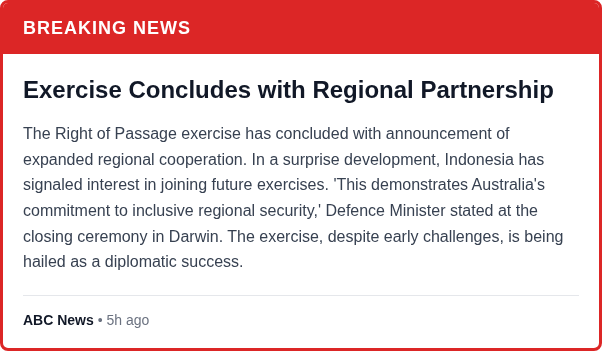 BREAKING NEWS
Exercise Concludes with Regional Partnership
The Right of Passage exercise has concluded with announcement of
expanded regional cooperation. In a surprise development, Indonesia has
signaled interest in joining future exercises. 'This demonstrates Australia's
commitment to inclusive regional security,' Defence Minister stated at the
closing ceremony in Darwin. The exercise, despite early challenges, is being
hailed as a diplomatic success.
ABC News • 5h ago